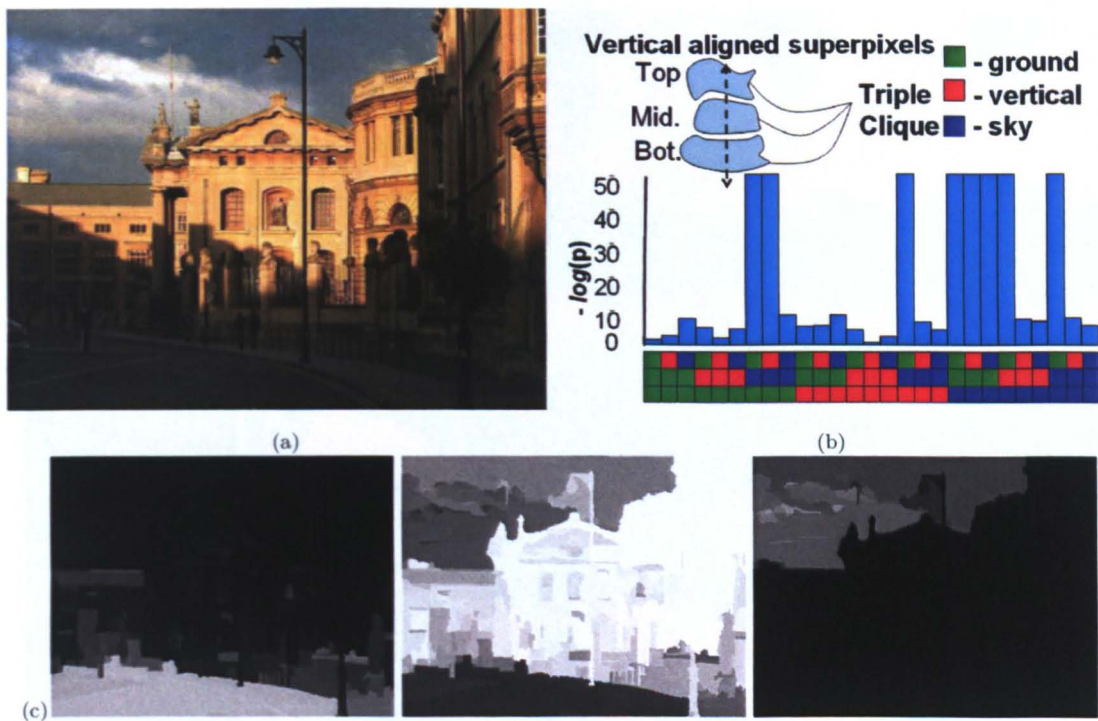 Vertical aligned superpixels
Top
Mid.
Bot.
- ground
Triple - vertical
Clique - sky
50
40
30
20
10
0
- log(p)
(a)
(b)
(c)